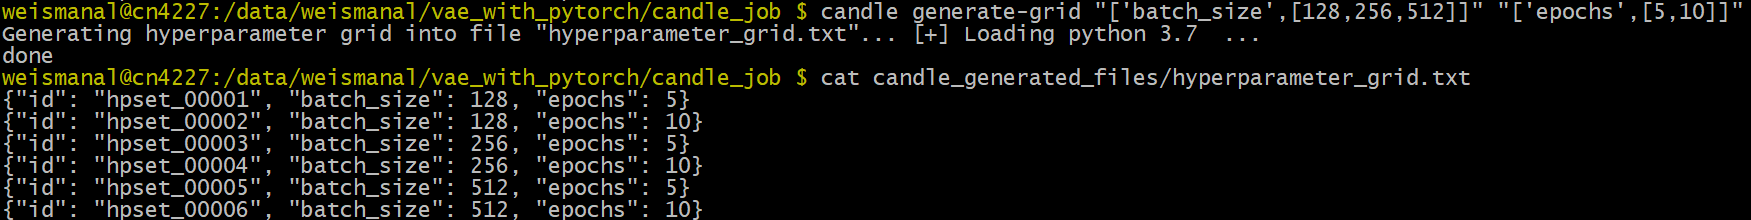 weismanal@cn4227:/data/weismanal/vae_with_pytorch/candle_job $ candle generate-grid "['batch_size',[128,256,512]]" "['epochs',[5,10]]"
Generating hyperparameter grid into file "hyperparameter_grid.txt"... [+] Loading python 3.7  ...
done
weismanal@cn4227:/data/weismanal/vae_with_pytorch/candle_job $ cat candle_generated_files/hyperparameter_grid.txt
{"id": "hpset_00001", "batch_size": 128, "epochs": 5}
{"id": "hpset_00002", "batch_size": 128, "epochs": 10}
{"id": "hpset_00003", "batch_size": 256, "epochs": 5}
{"id": "hpset_00004", "batch_size": 256, "epochs": 10}
{"id": "hpset_00005", "batch_size": 512, "epochs": 5}
{"id": "hpset_00006", "batch_size": 512, "epochs": 10}